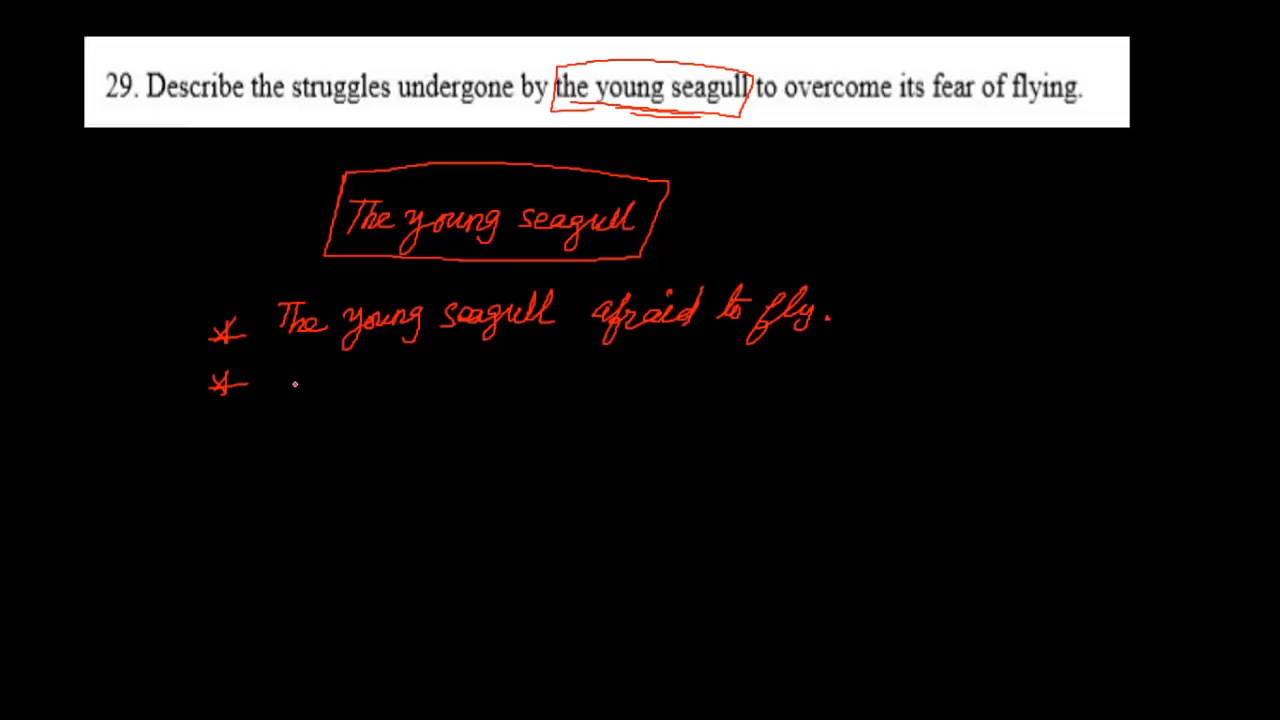 29. Describe the struggles undergone by the young seagull to overcome its fear of flying.
The young seagull
* The young seagull afraid to fly.
*